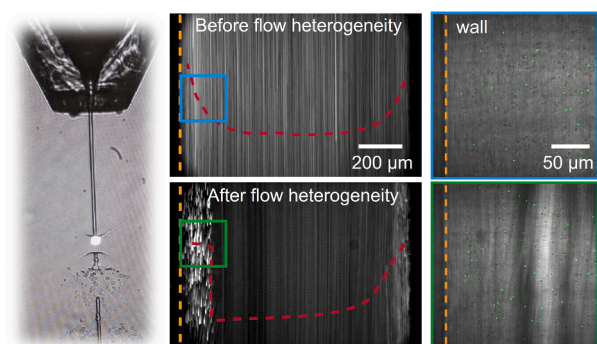 Before flow heterogeneity
200 µm
wall
50 µm
After flow heterogeneity